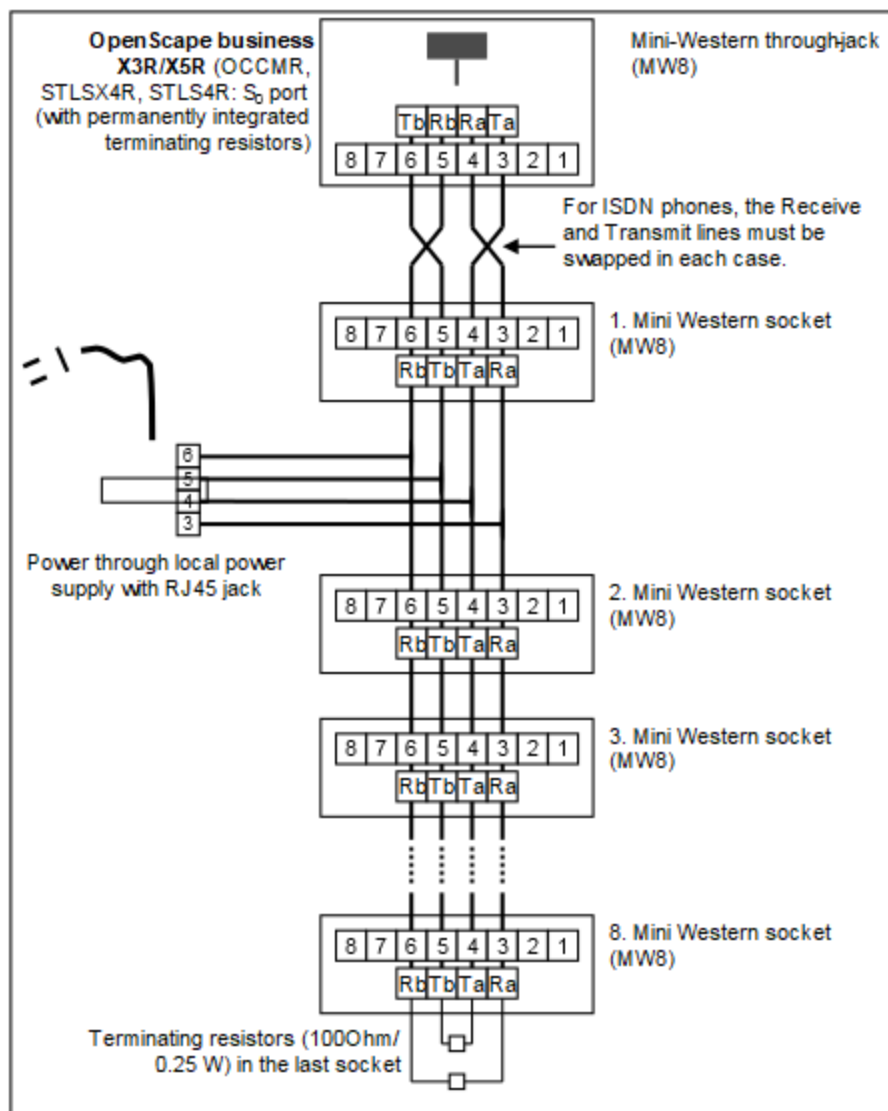 OpenScape business
X3R/X5R (OCCMR,
STLSX4R, STLS4R: S₀ port
(with permanently integrated
terminating resistors)
Mini-Western through-jack
(MW8)
Tb Rb Ra Ta
8 7 6 5 4 3 2 1
For ISDN phones, the Receive
and Transmit lines must be
swapped in each case.
8 7 6 5 4 3 2 1
Rb Tb Ta Ra
1. Mini Western socket
(MW8)
6
5
4
3
Power through local power
supply with RJ45 jack
8 7 6 5 4 3 2 1
Rb Tb Ta Ra
2. Mini Western socket
(MW8)
8 7 6 5 4 3 2 1
Rb Tb Ta Ra
3. Mini Western socket
(MW8)
8 7 6 5 4 3 2 1
Rb Tb Ta Ra
8. Mini Western socket
(MW8)
Terminating resistors (100Ohm/
0.25 W) in the last socket